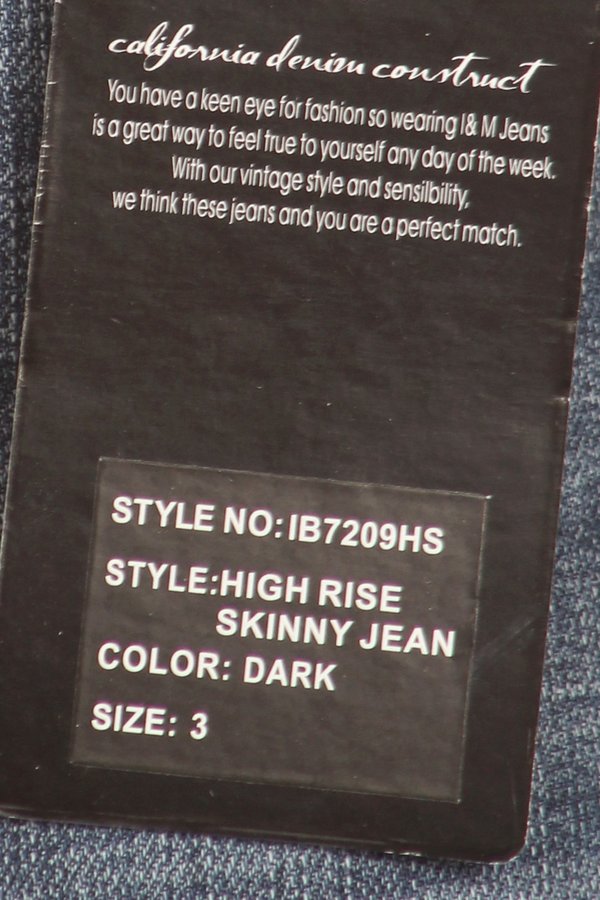 california denim construct
You have a keen eye for fashion so wearing I& M Jeans
is a great way to feel true to yourself any day of the week.
With our vintage style and sensilbility,
we think these jeans and you are a perfect match.
STYLE NO:IB7209HS
STYLE:HIGH RISE
SKINNY JEAN
COLOR: DARK
SIZE: 3